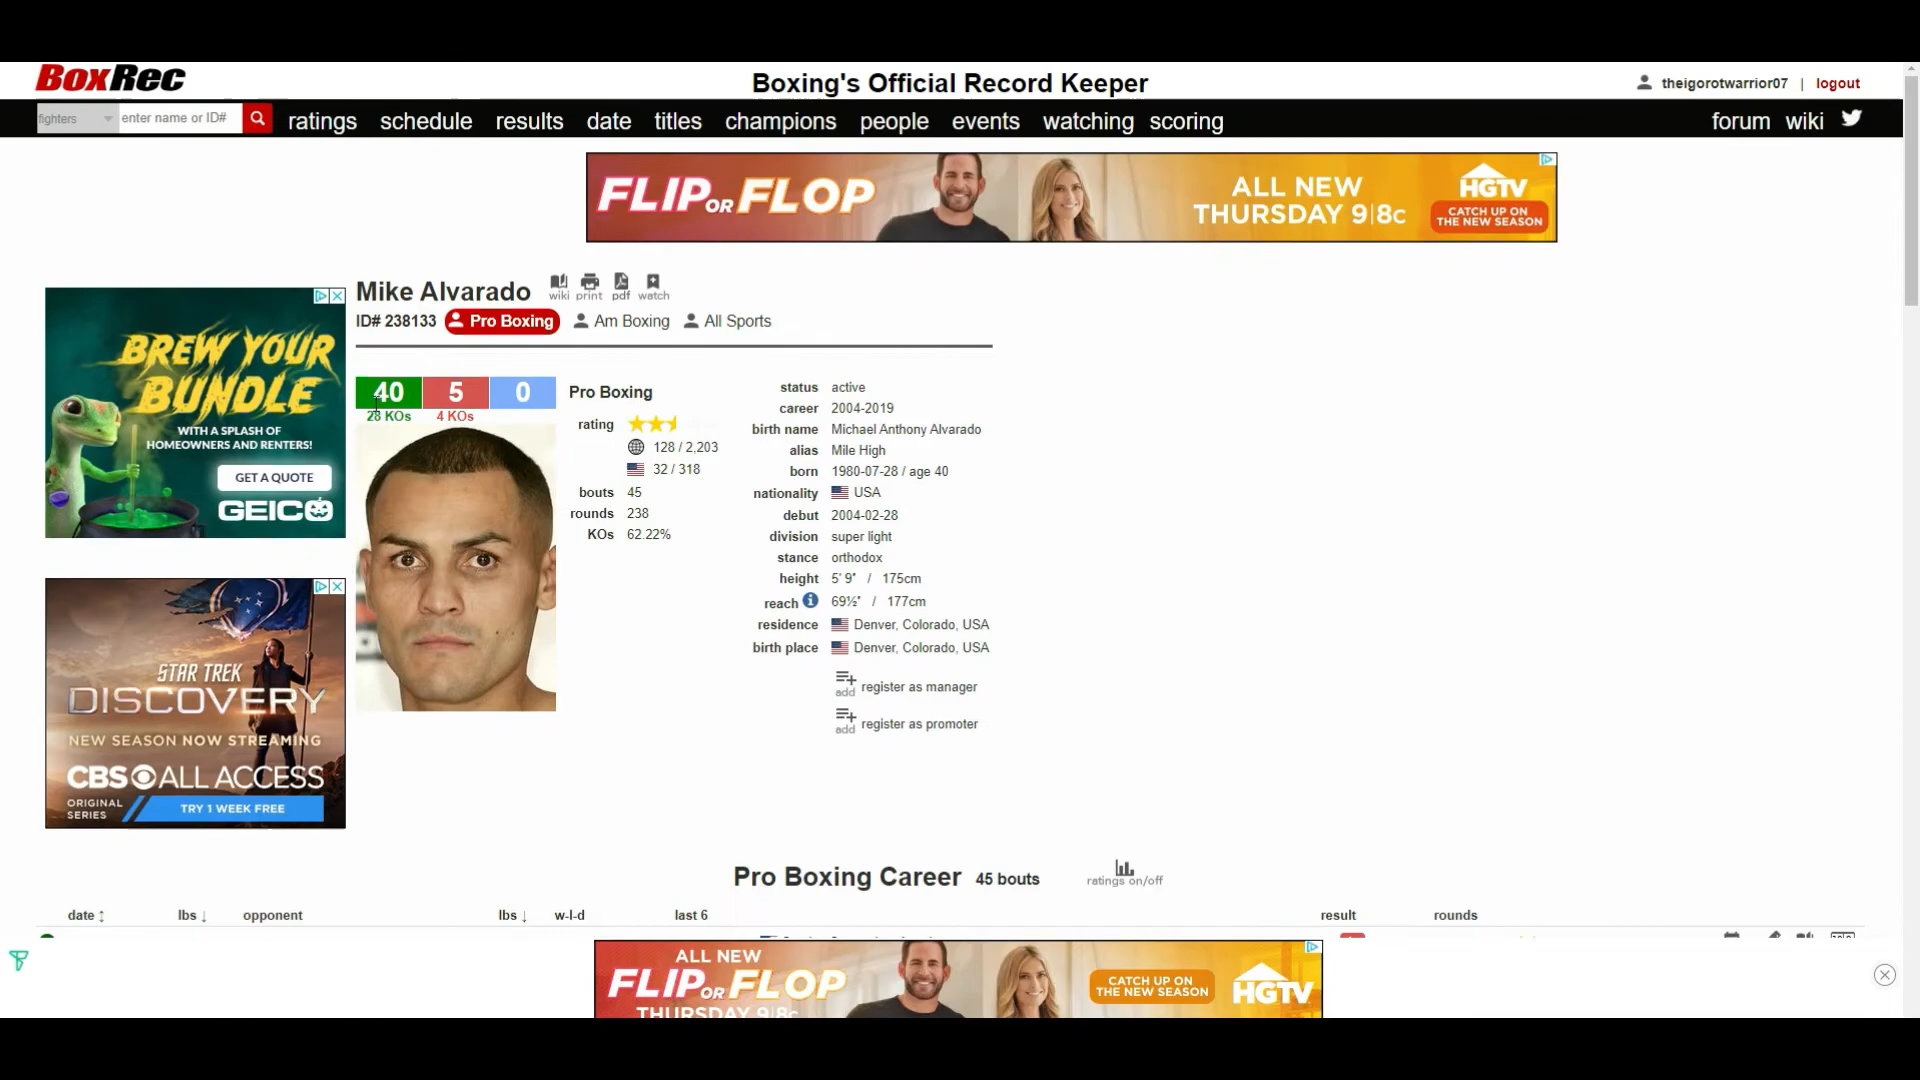 BoxRec
Boxing's Official Record Keeper
theigorotwarrior07 | logout
fighters enter name or ID# ratings schedule results date titles champions people events watching scoring forum wiki
FLIP OR FLOP
ALL NEW
THURSDAY 9|8c
HGTV
CATCH UP ON
THE NEW SEASON
BREW YOUR
BUNDLE
WITH A SPLASH OF
HOMEOWNERS AND RENTERS!
GET A QUOTE
GEICO
STAR TREK
DISCOVERY
NEW SEASON NOW STREAMING
CBS ALL ACCESS
ORIGINAL
SERIES
TRY 1 WEEK FREE
Mike Alvarado
wiki print pdf watch
ID# 238133 Pro Boxing Am Boxing All Sports
40 5 0
28 KOs 4 KOs
Pro Boxing
rating
128 / 2,203
32 / 318
bouts 45
rounds 238
KOs 62.22%
status active
career 2004-2019
birth name Michael Anthony Alvarado
alias Mile High
born 1980-07-28 / age 40
nationality USA
debut 2004-02-28
division super light
stance orthodox
height 5' 9" / 175cm
reach 69½" / 177cm
residence Denver, Colorado, USA
birth place Denver, Colorado, USA
add register as manager
add register as promoter
Pro Boxing Career 45 bouts
ratings on/off
date ↕ lbs ↓ opponent lbs ↓ w-l-d last 6 result rounds
ALL NEW
FLIP OR FLOP
THURSDAY 9|8c
CATCH UP ON
THE NEW SEASON
HGTV